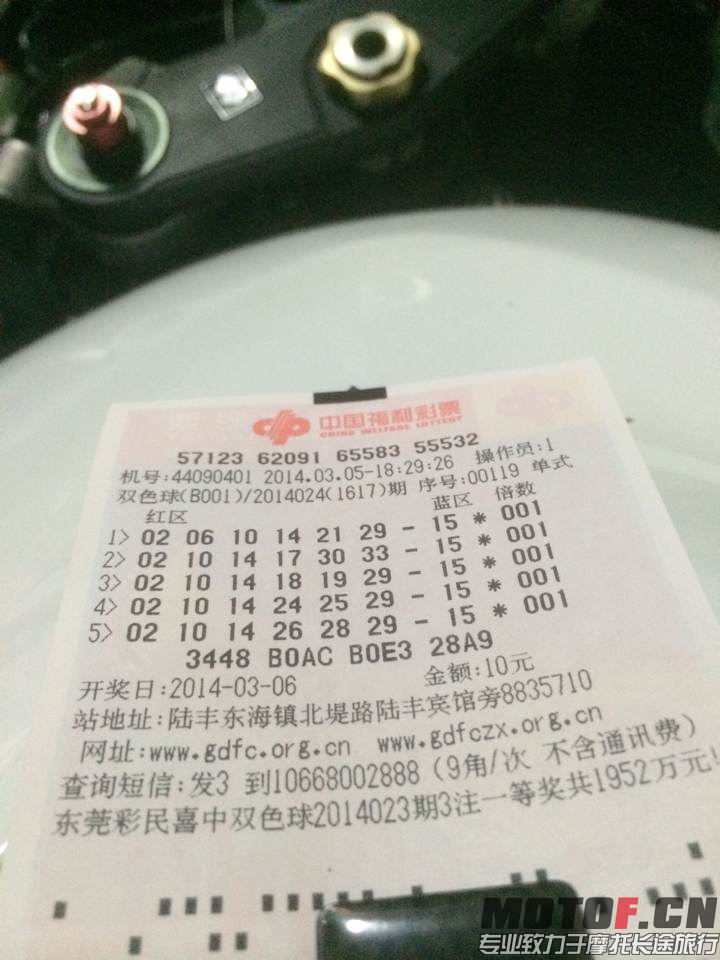 中国福利彩票
CHINA WELFARE LOTTERY
57123 62091 65583 55532
机号:44090401 2014.03.05-18:29:26 操作员:1
双色球(B001)/2014024(1617)期 序号:00119 单式
红区 蓝区 倍数
1> 02 06 10 14 21 29 - 15 * 001
2> 02 10 14 17 30 33 - 15 * 001
3> 02 10 14 18 19 29 - 15 * 001
4> 02 10 14 24 25 29 - 15 * 001
5> 02 10 14 26 28 29 - 15 * 001
3448 B0AC B0E3 28A9
开奖日:2014-03-06 金额:10元
站地址:陆丰东海镇北堤路陆丰宾馆旁8835710
网址:www.gdfc.org.cn www.gdfczx.org.cn
查询短信:发3 到10668002888 (9角/次 不含通讯费)
东莞彩民喜中双色球2014023期3注一等奖共1952万元!
MOTOF.CN
专业致力于摩托长途旅行